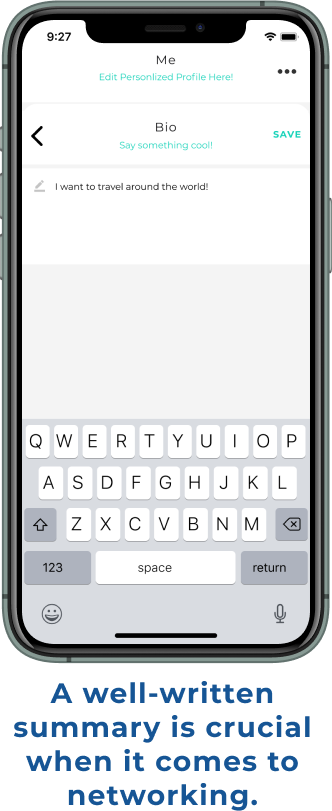 9:27
Me
Edit Personlized Profile Here!
Bio
Say something cool!
SAVE
I want to travel around the world!
Q W E R T Y U I O P
A S D F G H J K L
Z X C V B N M
123 space return
A well-written
summary is crucial
when it comes to
networking.